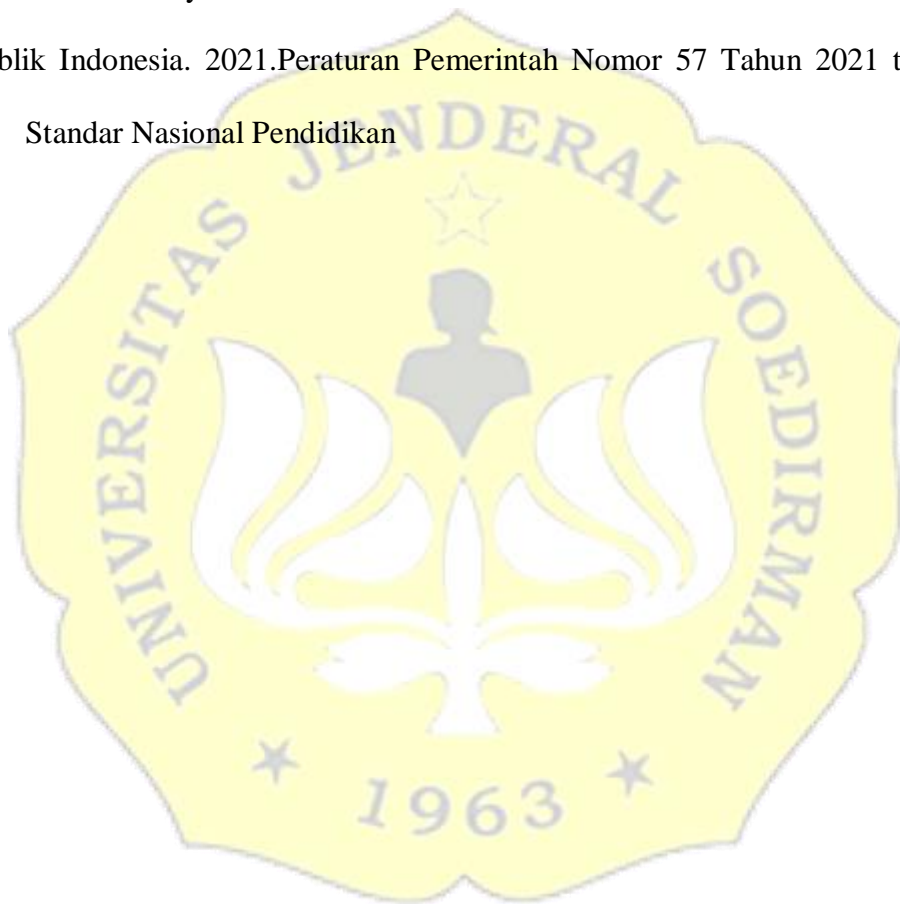 blik Indonesia. 2021.Peraturan Pemerintah Nomor 57 Tahun 2021 t
Standar Nasional Pendidikan
UNIVERSITAS JENDERAL SOEDIRMAN
1963